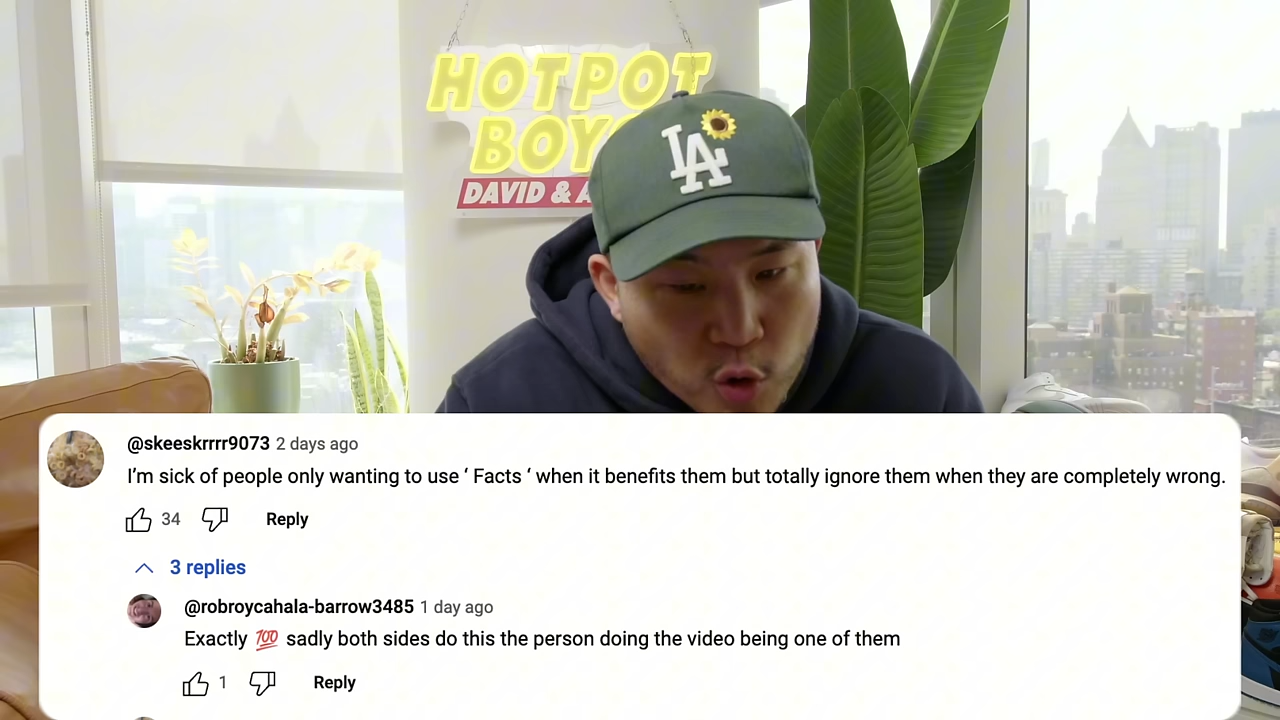 HOTPOT
BOY
DAVID & A
LA
@skeeskrrrr9073 2 days ago
I'm sick of people only wanting to use ‘ Facts ‘ when it benefits them but totally ignore them when they are completely wrong.
34 Reply
3 replies
@robroycahala-barrow3485 1 day ago
Exactly 💯 sadly both sides do this the person doing the video being one of them
1 Reply